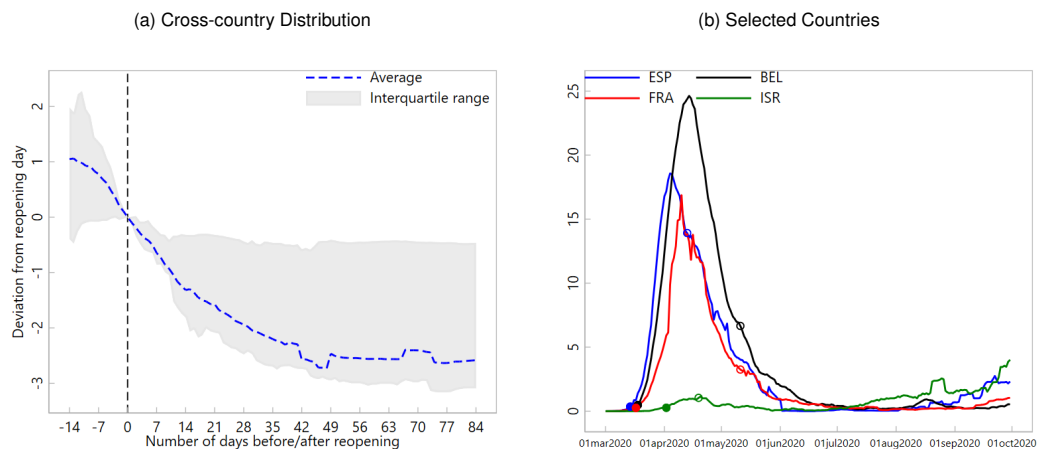 (a) Cross-country Distribution
Average
Interquartile range
Deviation from reopening day
2
1
0
-1
-2
-3
-14 -7 0 7 14 21 28 35 42 49 56 63 70 77 84
Number of days before/after reopening
(b) Selected Countries
ESP BEL
FRA ISR
25
20
15
10
5
0
01mar2020 01apr2020 01may2020 01jun2020 01jul2020 01aug2020 01sep2020 01oct2020